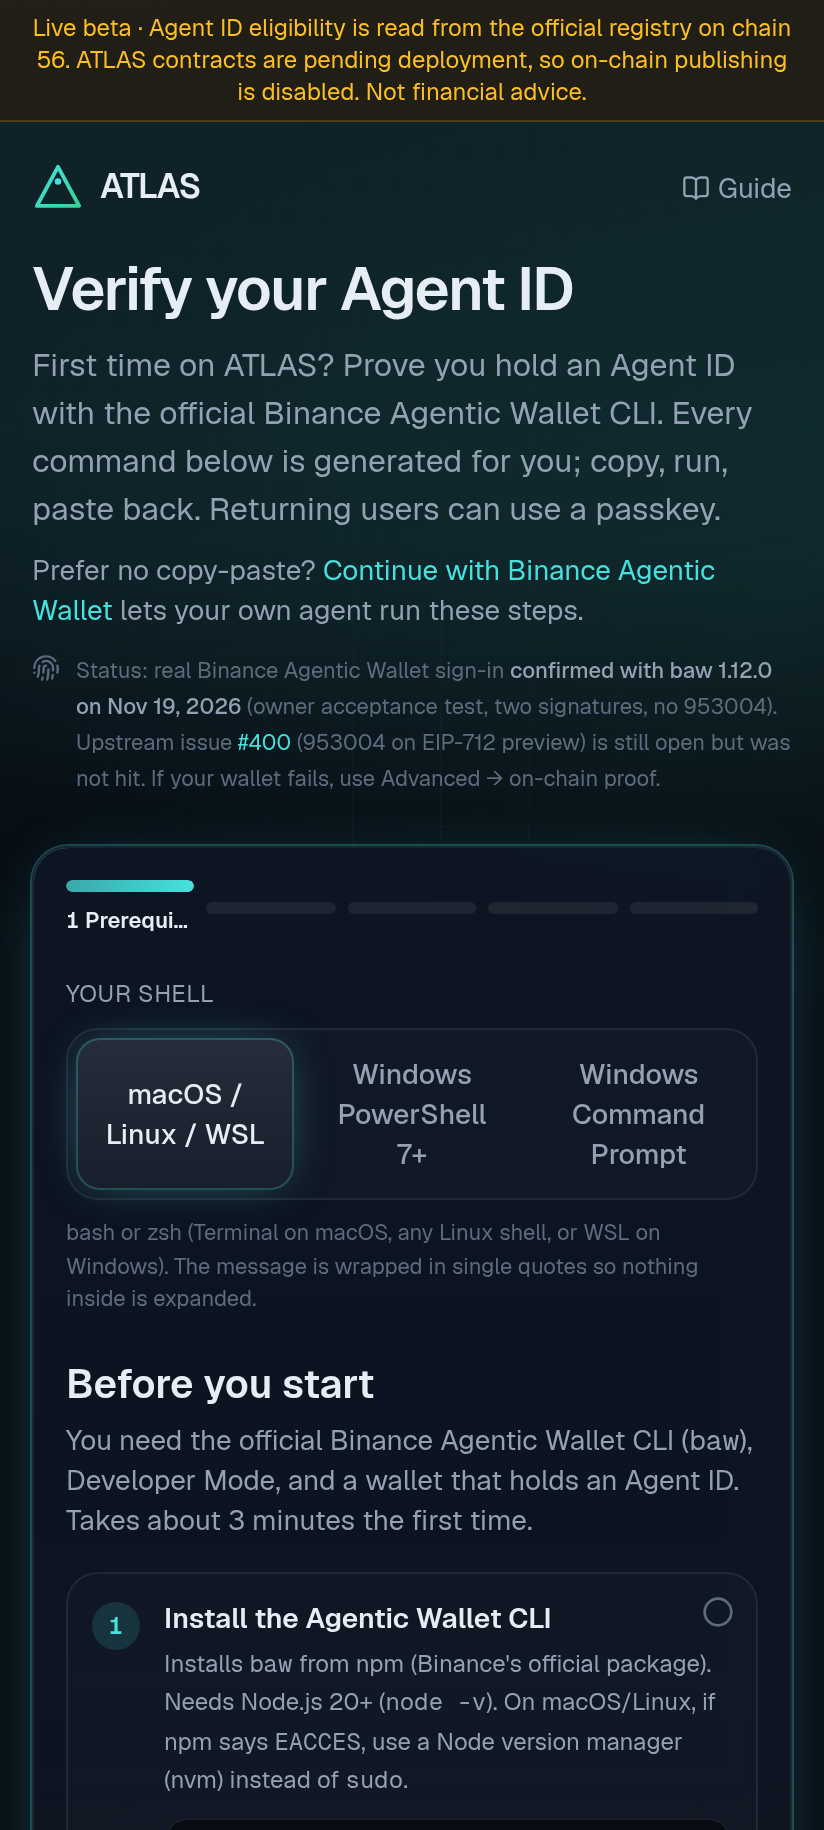 Live beta · Agent ID eligibility is read from the official registry on chain
56. ATLAS contracts are pending deployment, so on-chain publishing
is disabled. Not financial advice.
ATLAS
Guide
Verify your Agent ID
First time on ATLAS? Prove you hold an Agent ID
with the official Binance Agentic Wallet CLI. Every
command below is generated for you; copy, run,
paste back. Returning users can use a passkey.
Prefer no copy-paste? Continue with Binance Agentic
Wallet lets your own agent run these steps.
Status: real Binance Agentic Wallet sign-in confirmed with baw 1.12.0
on Nov 19, 2026 (owner acceptance test, two signatures, no 953004).
Upstream issue #400 (953004 on EIP-712 preview) is still open but was
not hit. If your wallet fails, use Advanced → on-chain proof.
1 Prerequi...
YOUR SHELL
macOS /
Linux / WSL
Windows
PowerShell
7+
Windows
Command
Prompt
bash or zsh (Terminal on macOS, any Linux shell, or WSL on
Windows). The message is wrapped in single quotes so nothing
inside is expanded.
Before you start
You need the official Binance Agentic Wallet CLI (baw),
Developer Mode, and a wallet that holds an Agent ID.
Takes about 3 minutes the first time.
1
Install the Agentic Wallet CLI
Installs baw from npm (Binance's official package).
Needs Node.js 20+ (node -v). On macOS/Linux, if
npm says EACCES, use a Node version manager
(nvm) instead of sudo.